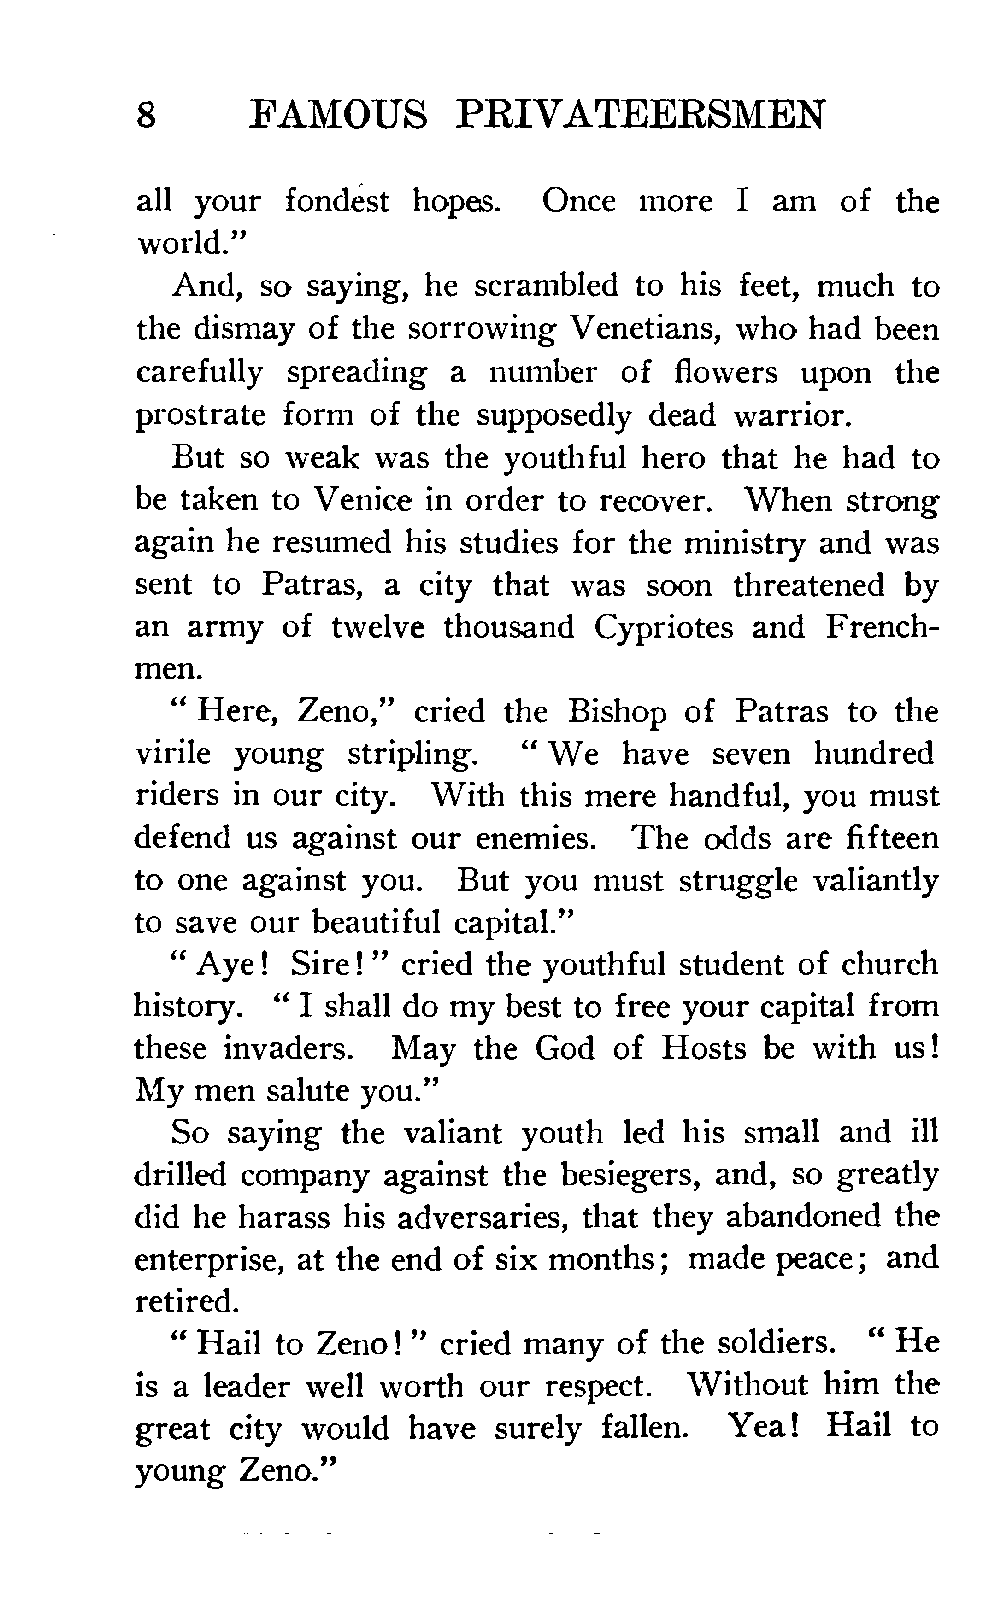 8 FAMOUS PRIVATEERSMEN
all your fondest hopes. Once more I am of the
world."
And, so saying, he scrambled to his feet, much to
the dismay of the sorrowing Venetians, who had been
carefully spreading a number of flowers upon the
prostrate form of the supposedly dead warrior.
But so weak was the youthful hero that he had to
be taken to Venice in order to recover. When strong
again he resumed his studies for the ministry and was
sent to Patras, a city that was soon threatened by
an army of twelve thousand Cypriotes and French-
men.
" Here, Zeno," cried the Bishop of Patras to the
virile young stripling. " We have seven hundred
riders in our city. With this mere handful, you must
defend us against our enemies. The odds are fifteen
to one against you. But you must struggle valiantly
to save our beautiful capital."
" Aye! Sire! " cried the youthful student of church
history. " I shall do my best to free your capital from
these invaders. May the God of Hosts be with us!
My men salute you."
So saying the valiant youth led his small and ill
drilled company against the besiegers, and, so greatly
did he harass his adversaries, that they abandoned the
enterprise, at the end of six months; made peace; and
retired.
" Hail to Zeno! " cried many of the soldiers. " He
is a leader well worth our respect. Without him the
great city would have surely fallen. Yea! Hail to
young Zeno."